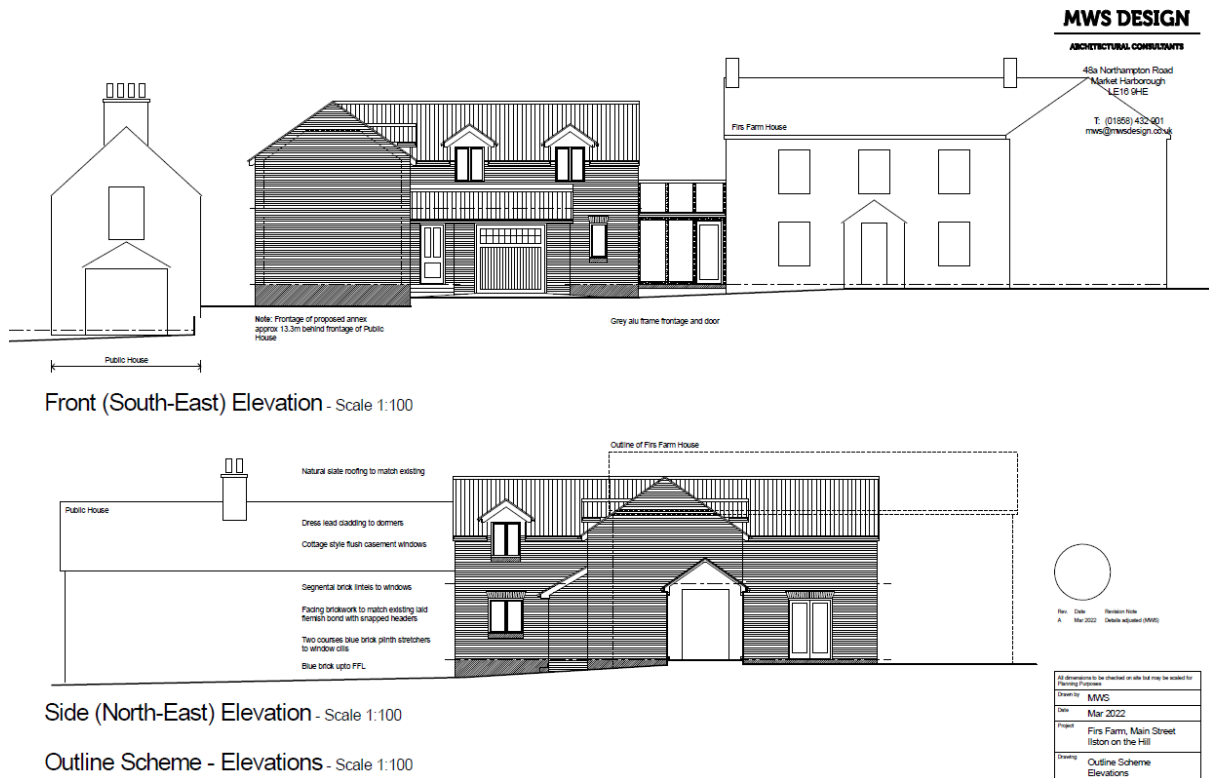 MWS DESIGN
ARCHITECTURAL CONSULTANTS
48a Northampton Road
Market Harborough
LE16 9HE
T: (01858) 432 901
mws@mwsdesign.co.uk
Firs Farm House
Note: Frontage of proposed annex
approx 13.3m behind frontage of Public
House
Grey alu frame frontage and door
Public House
Front (South-East) Elevation - Scale 1:100
Outline of Firs Farm House
Public House
Natural slate roofing to match existing
Dress lead cladding to dormers
Cottage style flush casement windows
Segnental brick lintels to windows
Facing brickwork to match existing laid
flemish bond with snapped headers
Two courses blue brick plinth stretchers
to window cills
Blue brick upto FFL
Side (North-East) Elevation - Scale 1:100
Outline Scheme - Elevations - Scale 1:100
Rev. Date Revision Note
A Mar 2022 Details adjusted (MWS)
All dimensions to be checked on site but may be scaled for
Planning Purposes
Drawn by MWS
Date Mar 2022
Project Firs Farm, Main Street
Ilston on the Hill
Drawing Outline Scheme
Elevations